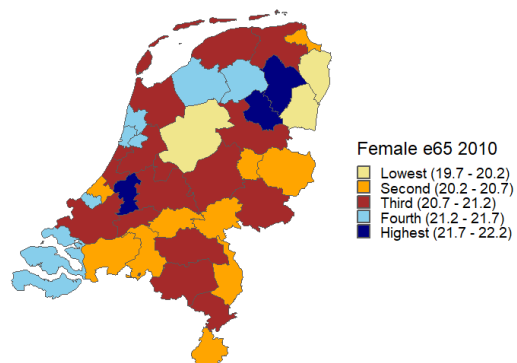 Female e65 2010
Lowest (19.7 - 20.2)
Second (20.2 - 20.7)
Third (20.7 - 21.2)
Fourth (21.2 - 21.7)
Highest (21.7 - 22.2)